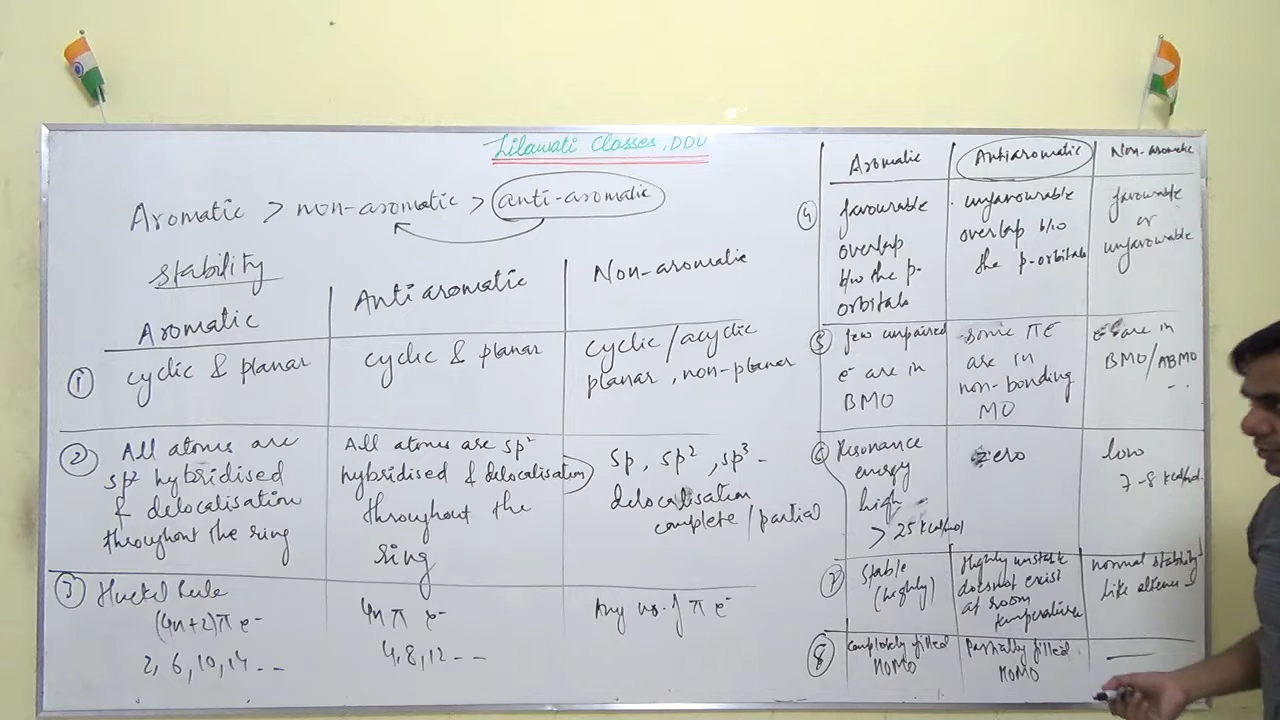 Lilawati Classes, DDU
Aromatic > non-aromatic > anti-aromatic
stability
Aromatic
Anti aromatic
Non-aromatic
① cyclic & planar
cyclic & planar
cyclic / acyclic
planar, non-planar
② All atoms are
sp² hybridised
& delocalisation
throughout the ring
All atoms are sp²
hybridised & delocalisation
throughout the
ring
sp, sp², sp³ -
delocalisation
complete / partial
③ Huckel Rule
(4n+2)π e-
2, 6, 10, 14 - -
4n π e-
4, 8, 12 - - -
Any no. of π e-
Aromatic
Antiaromatic
Non-aromatic
④ favourable
overlap
b/w the p-
orbitals
unfavourable
overlap b/w
the p-orbitals
favourable
or
unfavourable
⑤ few unpaired
e- are in
BMO
some πe
are in
non-bonding
MO
are in
BMO/ABMO
- -
⑥ Resonance
energy
high
> 25 kcal/mol
zero
low
7-8 kcal/mol
⑦ Stable
(highly)
Highly unstable
does not exist
at room
temperature
normal stability
like alkene
⑧ completely filled
HOMO
partially filled
HOMO
—